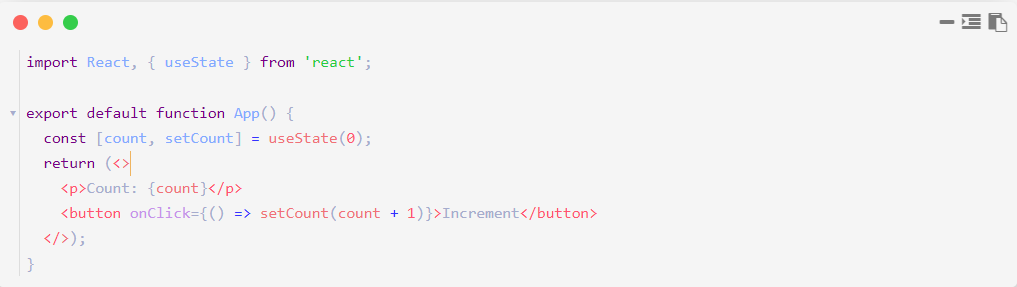 import React, { useState } from 'react';

export default function App() {
  const [count, setCount] = useState(0);
  return (<>
    <p>Count: {count}</p>
    <button onClick={() => setCount(count + 1)}>Increment</button>
  </>);
}